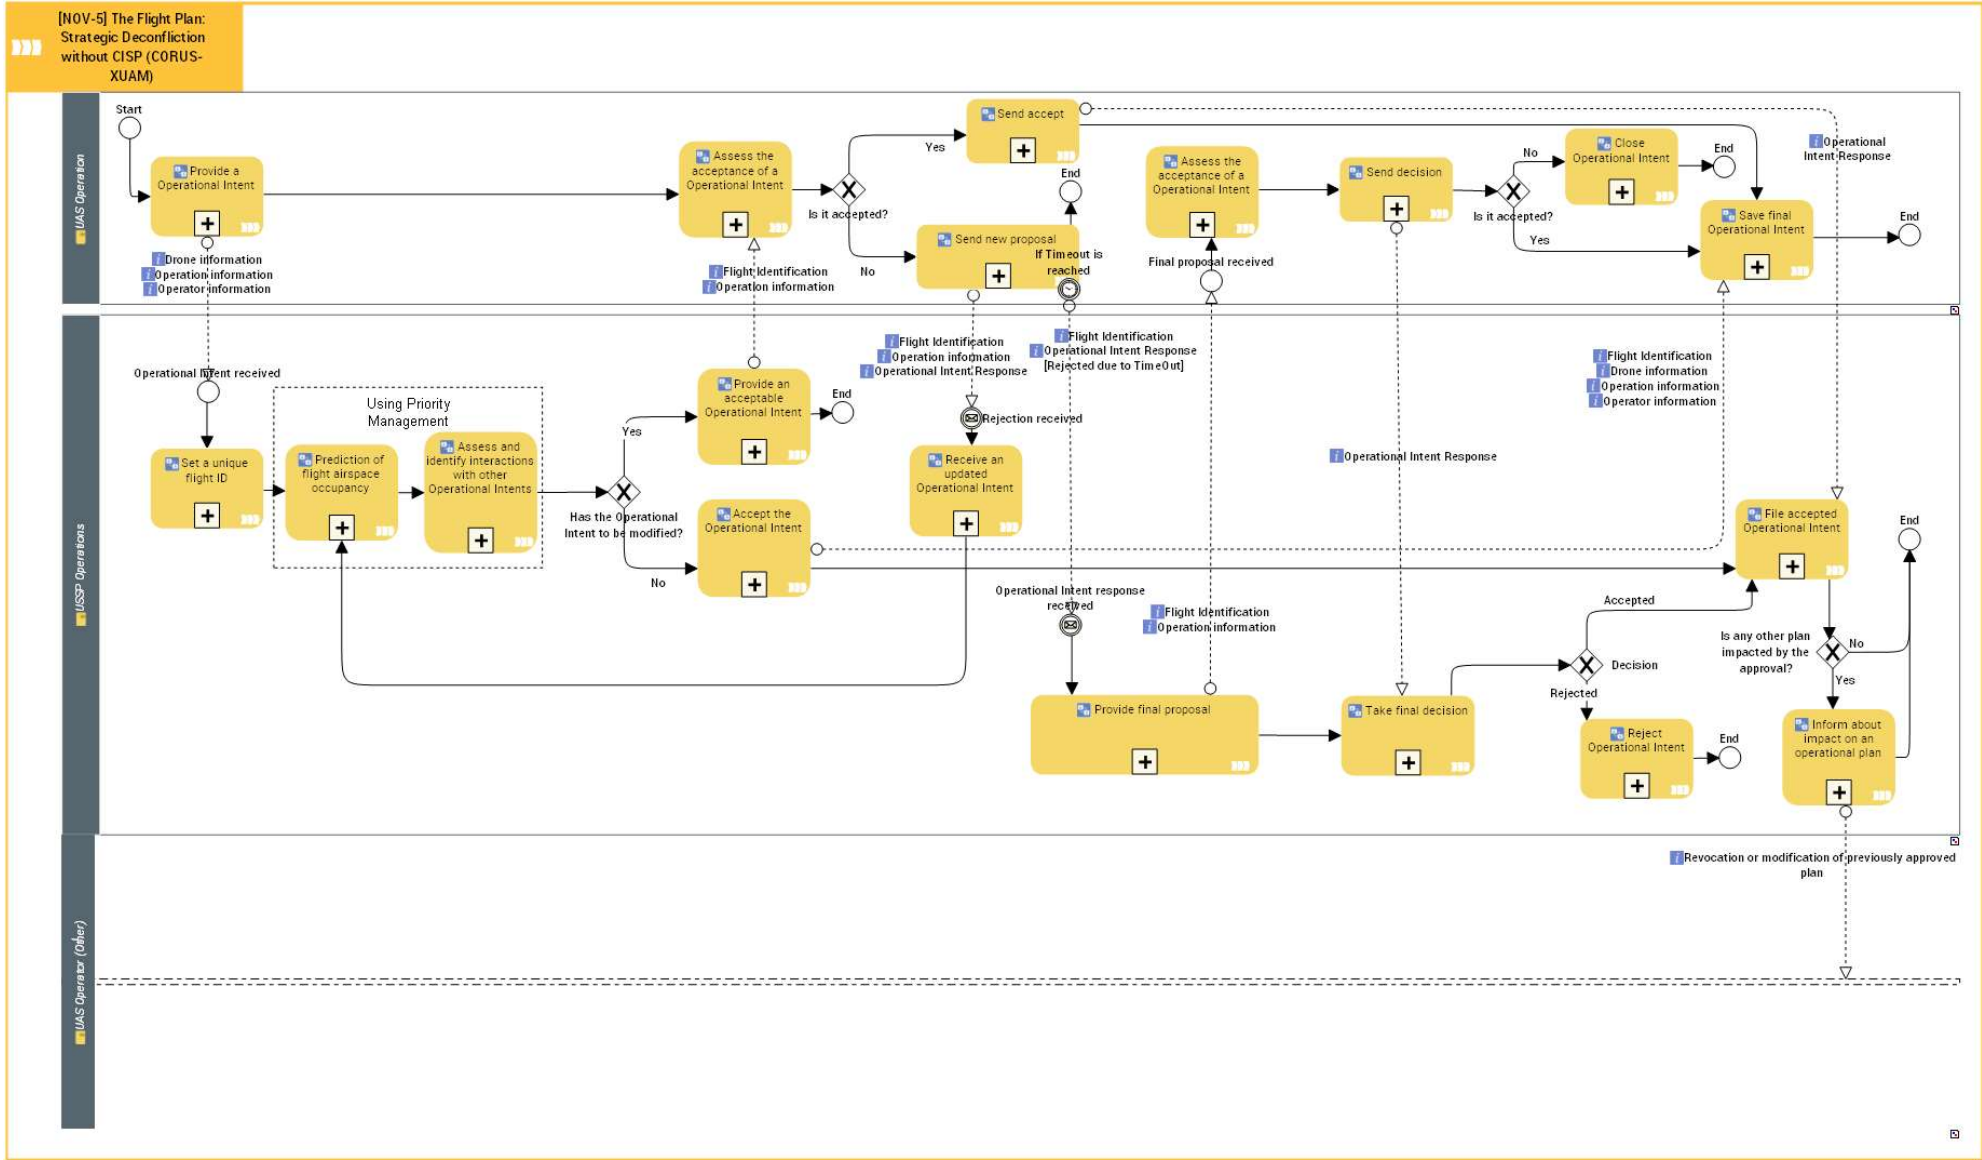 [NOV-5] The Flight Plan:
Strategic Deconfliction
without CISP (CORUS-
XUAM)
UAS Operation
Start
Provide a
Operational Intent
Drone information
Operation information
Operator information
Assess the
acceptance of a
Operational Intent
Flight Identification
Operation information
Is it accepted?
Yes
No
Send accept
Send new proposal
If Timeout is
reached
End
Assess the
acceptance of a
Operational Intent
Final proposal received
Send decision
Is it accepted?
No
Yes
Close
Operational Intent
End
Save final
Operational Intent
End
Operational
Intent Response
USSP Operations
Operational Intent received
Set a unique
flight ID
Using Priority
Management
Prediction of
flight airspace
occupancy
Assess and
identify interactions
with other
Operational Intents
Has the Operational
Intent to be modified?
Yes
No
Provide an
acceptable
Operational Intent
End
Accept the
Operational Intent
Flight Identification
Operation information
Operational Intent Response
Rejection received
Receive an
updated
Operational Intent
Flight Identification
Operational Intent Response
[Rejected due to TimeOut]
Operational Intent response
received
Flight Identification
Operation information
Provide final proposal
Operational Intent Response
Take final decision
Decision
Accepted
Rejected
Reject
Operational Intent
End
Flight Identification
Drone information
Operation information
Operator information
File accepted
Operational Intent
Is any other plan
impacted by the
approval?
No
Yes
End
Inform about
impact on an
operational plan
Revocation or modification of previously approved
plan
UAS Operator (Other)